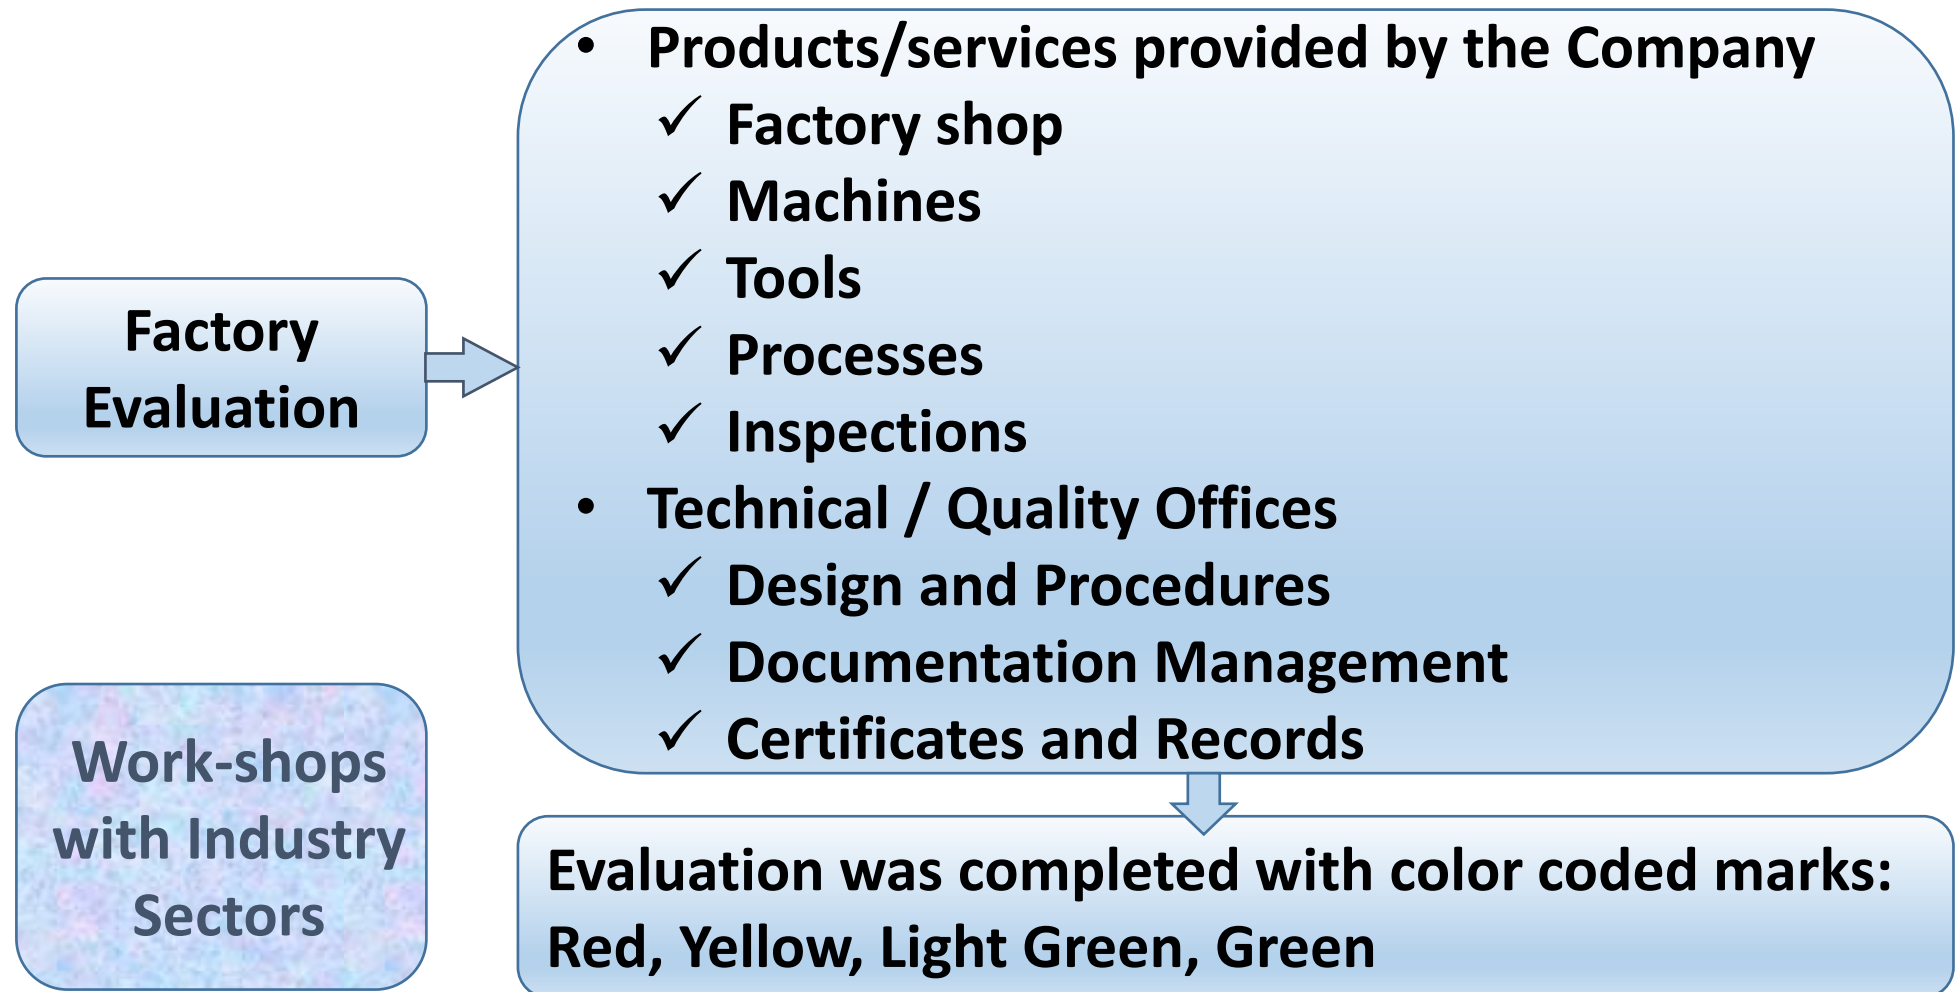 Factory
Evaluation
• Products/services provided by the Company
✓ Factory shop
✓ Machines
✓ Tools
✓ Processes
✓ Inspections
• Technical / Quality Offices
✓ Design and Procedures
✓ Documentation Management
✓ Certificates and Records
Work-shops
with Industry
Sectors
Evaluation was completed with color coded marks:
Red, Yellow, Light Green, Green